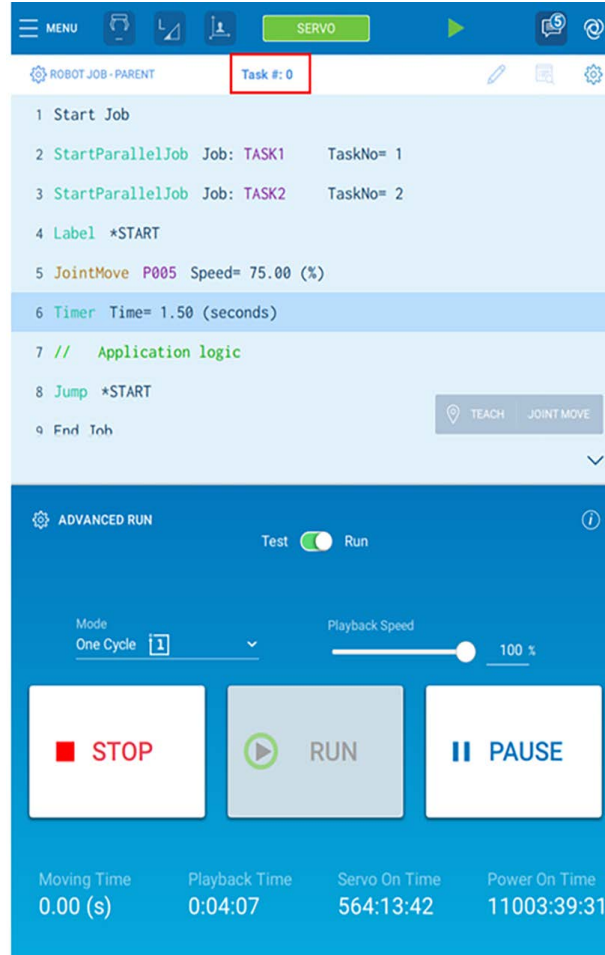 MENU SERVO 5
ROBOT JOB - PARENT Task #: 0
1 Start Job
2 StartParallelJob Job: TASK1 TaskNo= 1
3 StartParallelJob Job: TASK2 TaskNo= 2
4 Label *START
5 JointMove P005 Speed= 75.00 (%)
6 Timer Time= 1.50 (seconds)
7 // Application logic
8 Jump *START
TEACH JOINT MOVE
9 End Job
ADVANCED RUN
Test Run
Mode Playback Speed
One Cycle 1 100 %
STOP RUN PAUSE
Moving Time Playback Time Servo On Time Power On Time
0.00 (s) 0:04:07 564:13:42 11003:39:31